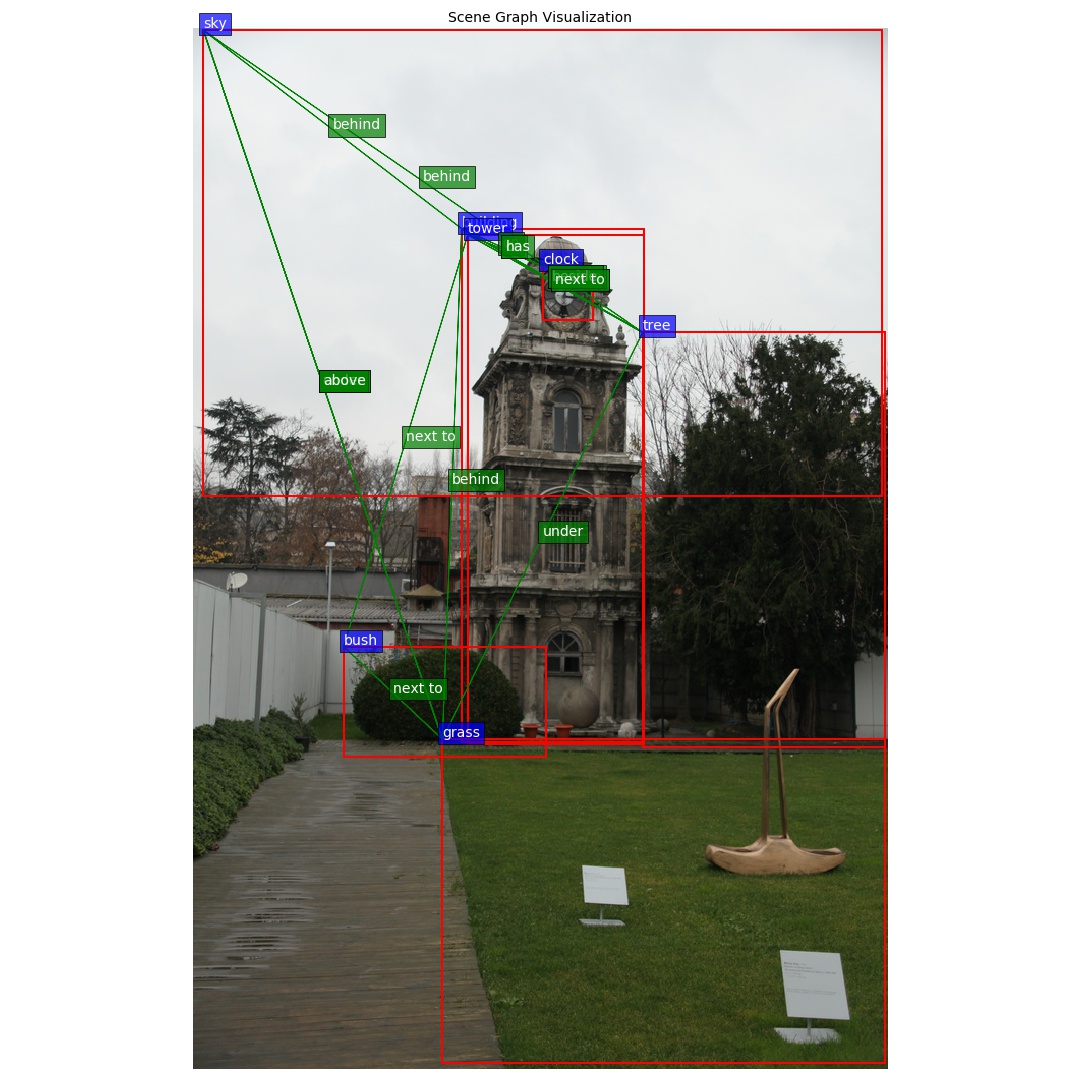 Scene Graph Visualization
sky
behind
behind
building
tower
has
clock
next to
tree
above
next to
behind
under
bush
next to
grass